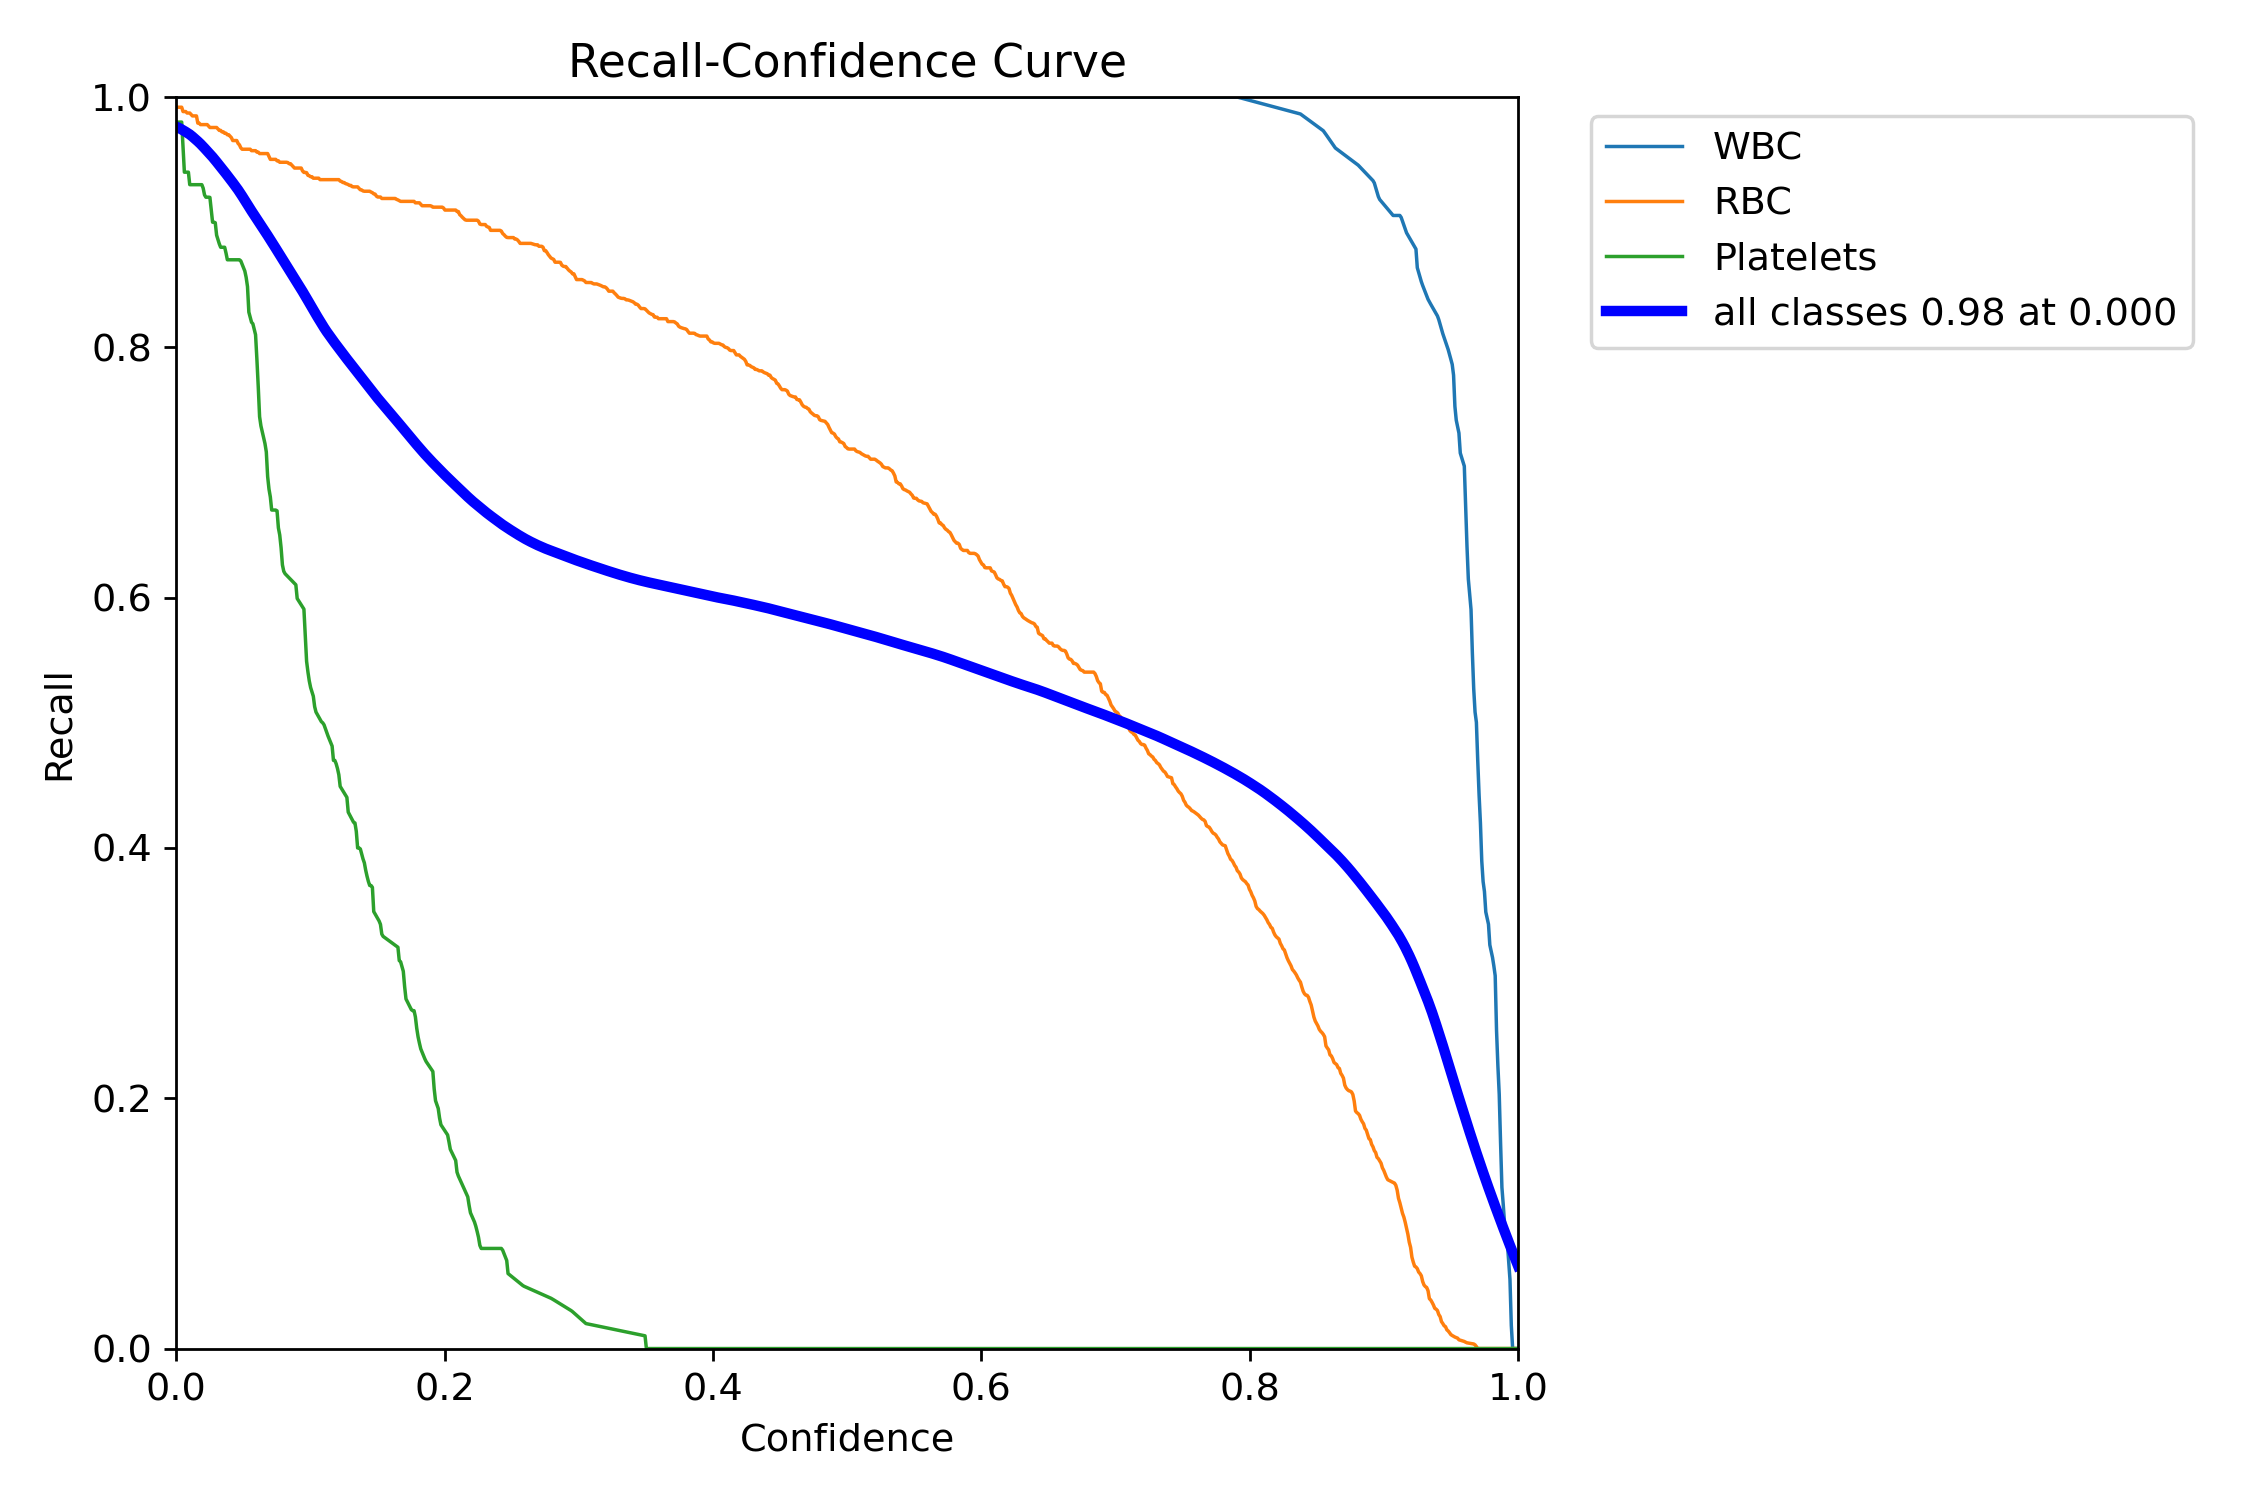 Recall-Confidence Curve
1.0
0.8
0.6
0.4
0.2
0.0
Recall
0.0 0.2 0.4 0.6 0.8 1.0
Confidence
WBC
RBC
Platelets
all classes 0.98 at 0.000